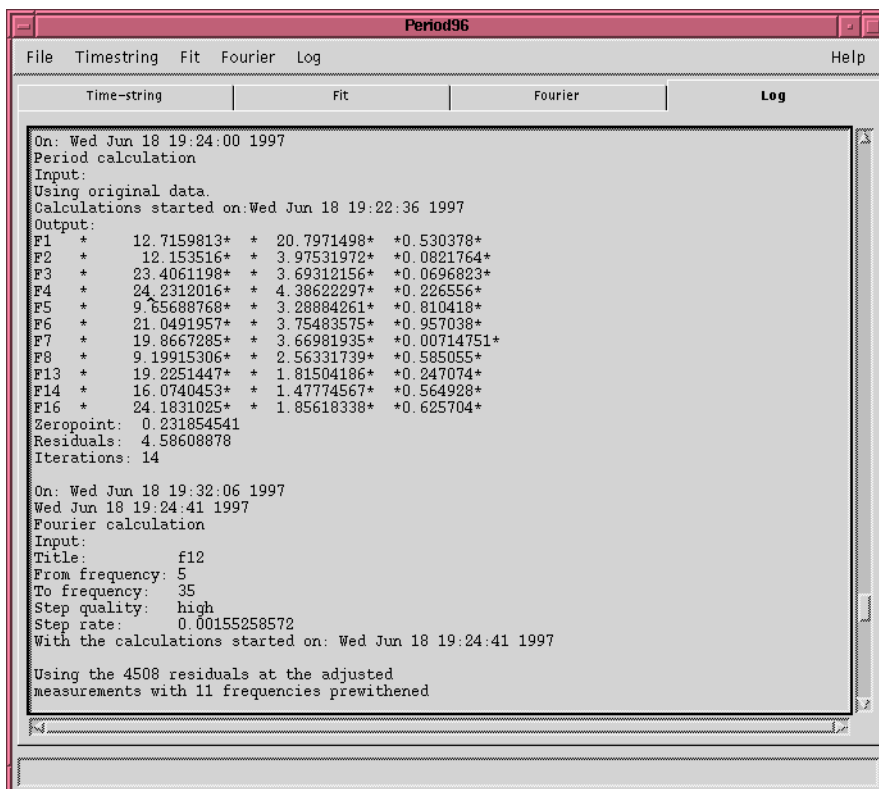 Period96
File Timestring Fit Fourier Log Help
Time-string Fit Fourier Log
On: Wed Jun 18 19:24:00 1997
Period calculation
Input:
Using original data.
Calculations started on:Wed Jun 18 19:22:36 1997
Output:
F1 * 12.7159813* * 20.7971498* *0.530378*
F2 * 12.153516* * 3.97531972* *0.0821764*
F3 * 23.4061198* * 3.69312156* *0.0696823*
F4 * 24.2312016* * 4.38622297* *0.226556*
F5 * 9.65688768* * 3.28884261* *0.810418*
F6 * 21.0491957* * 3.75483575* *0.957038*
F7 * 19.8667285* * 3.66981935* *0.00714751*
F8 * 9.19915306* * 2.56331739* *0.585055*
F13 * 19.2251447* * 1.81504186* *0.247074*
F14 * 16.0740453* * 1.47774567* *0.564928*
F16 * 24.1831025* * 1.85618338* *0.625704*
Zeropoint: 0.231854541
Residuals: 4.58608878
Iterations: 14
On: Wed Jun 18 19:32:06 1997
Wed Jun 18 19:24:41 1997
Fourier calculation
Input:
Title: f12
From frequency: 5
To frequency: 35
Step quality: high
Step rate: 0.00155258572
With the calculations started on: Wed Jun 18 19:24:41 1997
Using the 4508 residuals at the adjusted
measurements with 11 frequencies prewithened